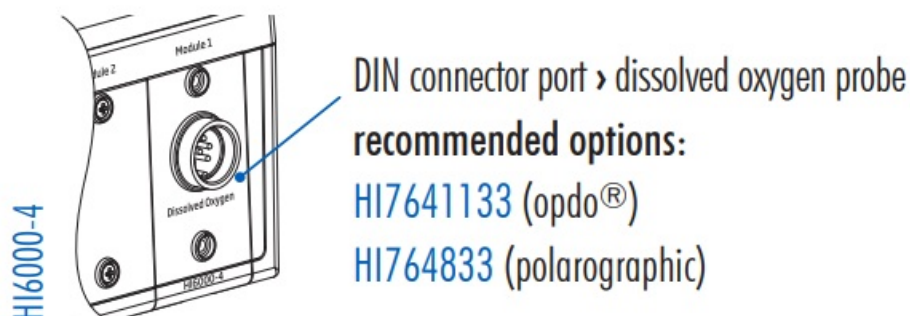 Module 1
dule 2
Dissolved Oxygen
HI6000-4
HI6000-4
DIN connector port › dissolved oxygen probe
recommended options:
HI7641133 (opdo®)
HI764833 (polarographic)